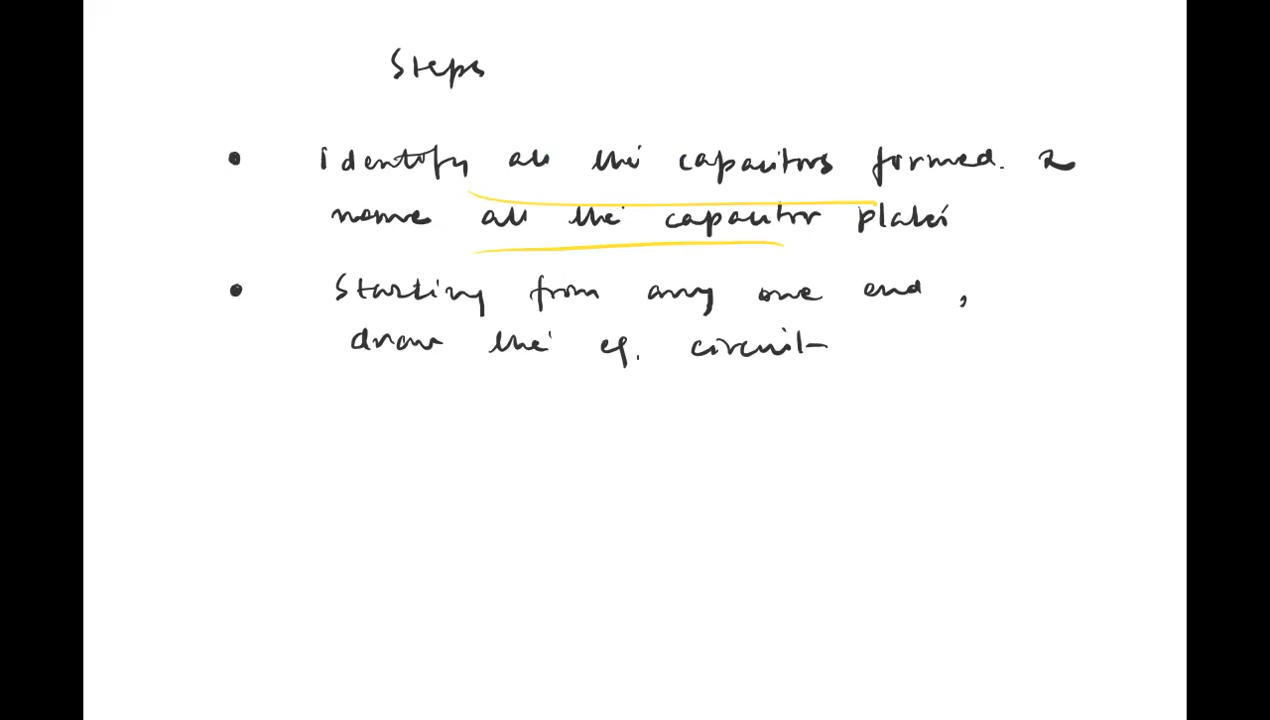 Steps
• Identify all the capacitors formed. &
name all the capacitor plates
• Starting from any one end,
draw the eq. circuit